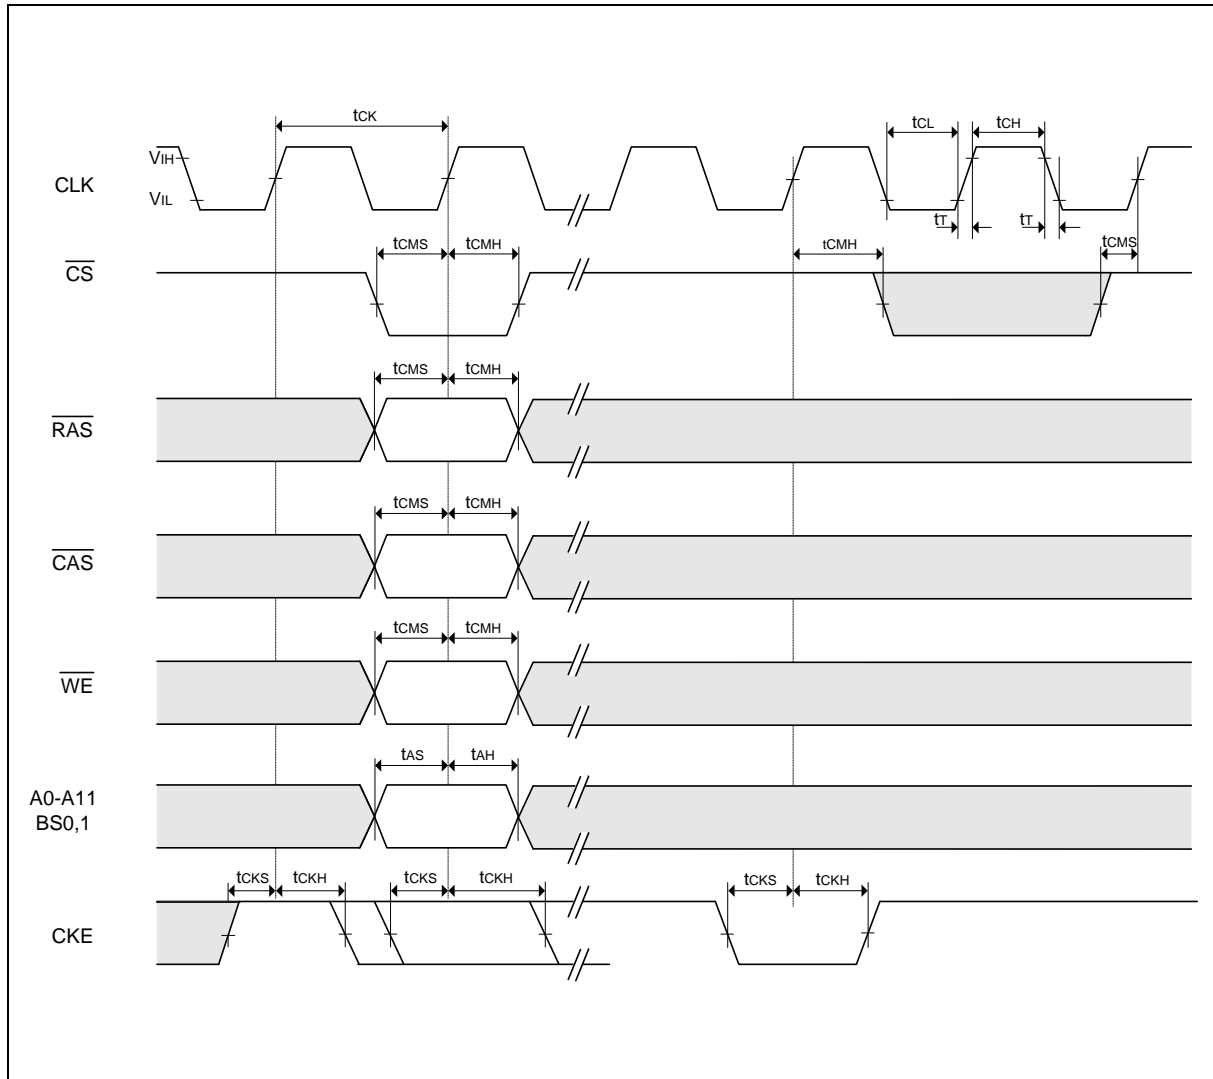 tCK
tCL
tCH
VIH
CLK
VIL
tT
tT
tCMS
tCMH
tCMH
tCMS
CS
tCMS
tCMH
RAS
tCMS
tCMH
CAS
tCMS
tCMH
WE
tAS
tAH
A0-A11
BS0,1
tCKS
tCKH
tCKS
tCKH
tCKS
tCKH
CKE